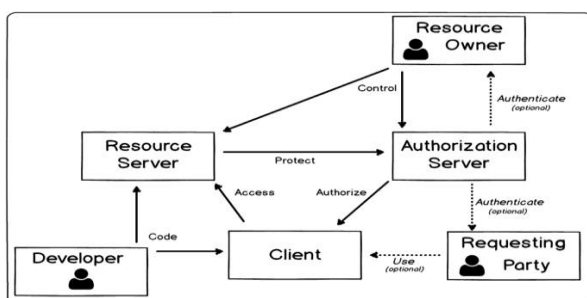 Resource
Owner
Control
Authenticate
(optional)
Resource
Server
Protect
Authorization
Server
Access
Authorize
Authenticate
(optional)
Code
Developer
Client
Use
(optional)
Requesting
Party